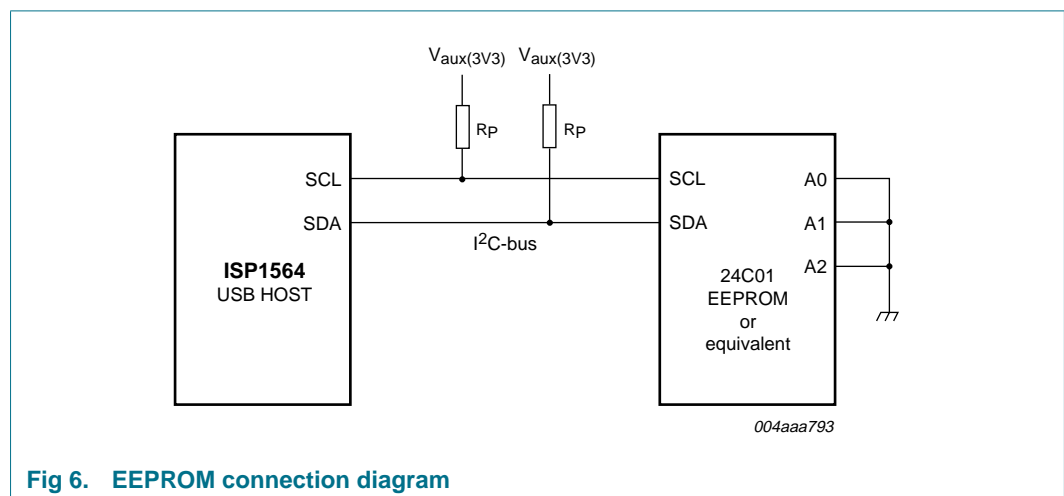 Vaux(3V3) Vaux(3V3)
RP RP
SCL SCL A0
SDA SDA A1
I2C-bus
A2
ISP1564
USB HOST
24C01
EEPROM
or
equivalent
004aaa793
Fig 6. EEPROM connection diagram